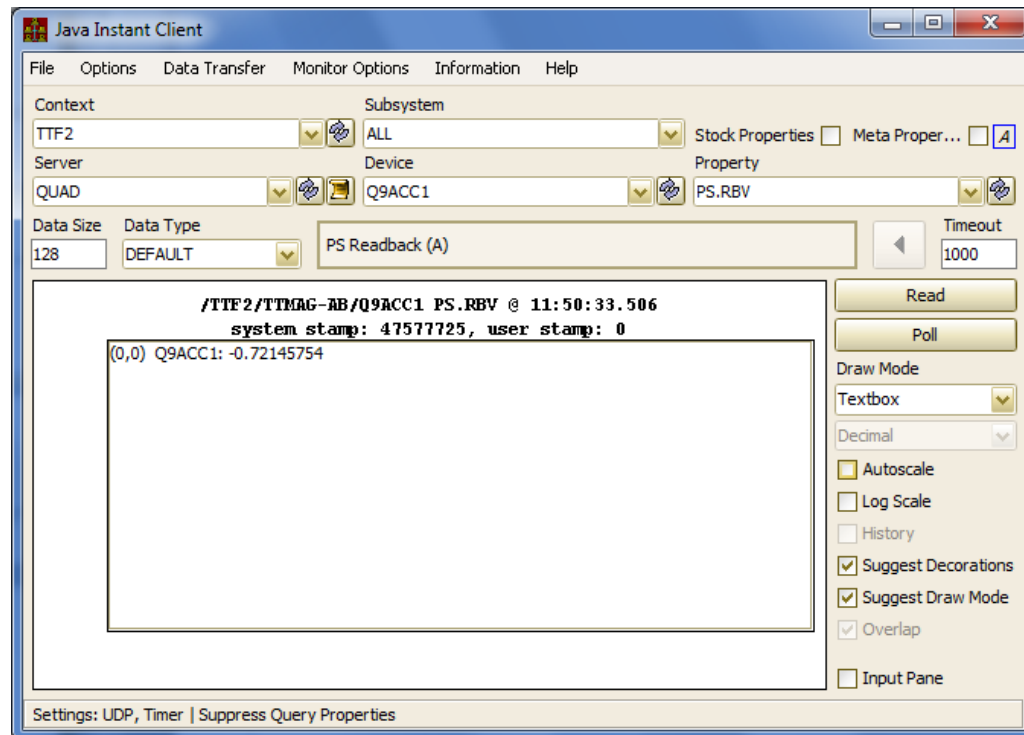 Java Instant Client
File Options Data Transfer Monitor Options Information Help
Context Subsystem
TTF2 ALL Stock Properties Meta Proper... A
Server Device Property
QUAD Q9ACC1 PS.RBV
Data Size Data Type Timeout
128 DEFAULT PS Readback (A) 1000
/TTF2/TTMAG-AB/Q9ACC1 PS.RBV @ 11:50:33.506
system stamp: 47577725, user stamp: 0
(0,0) Q9ACC1: -0.72145754
Read
Poll
Draw Mode
Textbox
Decimal
Autoscale
Log Scale
History
Suggest Decorations
Suggest Draw Mode
Overlap
Input Pane
Settings: UDP, Timer | Suppress Query Properties